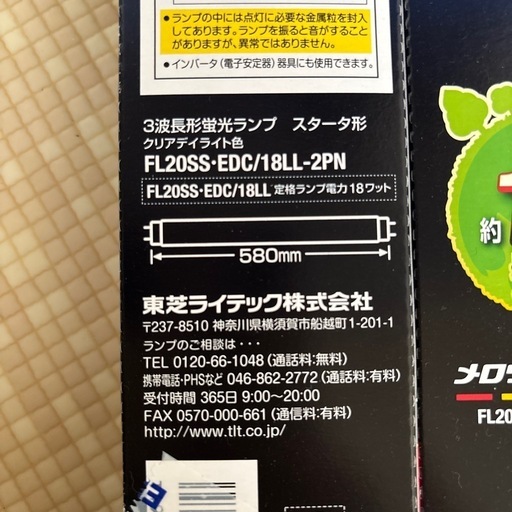 ●ランプの中には点灯に必要な金属粒を封入
してあります。ランプを振ると音がすること
がありますが、異常ではありません。
●インバータ(電子安定器)器具にも使用できます。
3波長形蛍光ランプ スタータ形
クリアデイライト色
FL20SS・EDC/18LL-2PN
FL20SS・EDC/18LL 定格ランプ電力18ワット
580mm
東芝ライテック株式会社
〒237-8510 神奈川県横須賀市船越町1-201-1
ランプのご相談は・・・
TEL 0120-66-1048 (通話料:無料)
携帯電話・PHSなど 046-862-2772 (通話料:有料)
受付時間 365日 9:00~20:00
FAX 0570-000-661 (通信料:有料)
http://www.tlt.co.jp/
約
メロウ
FL20